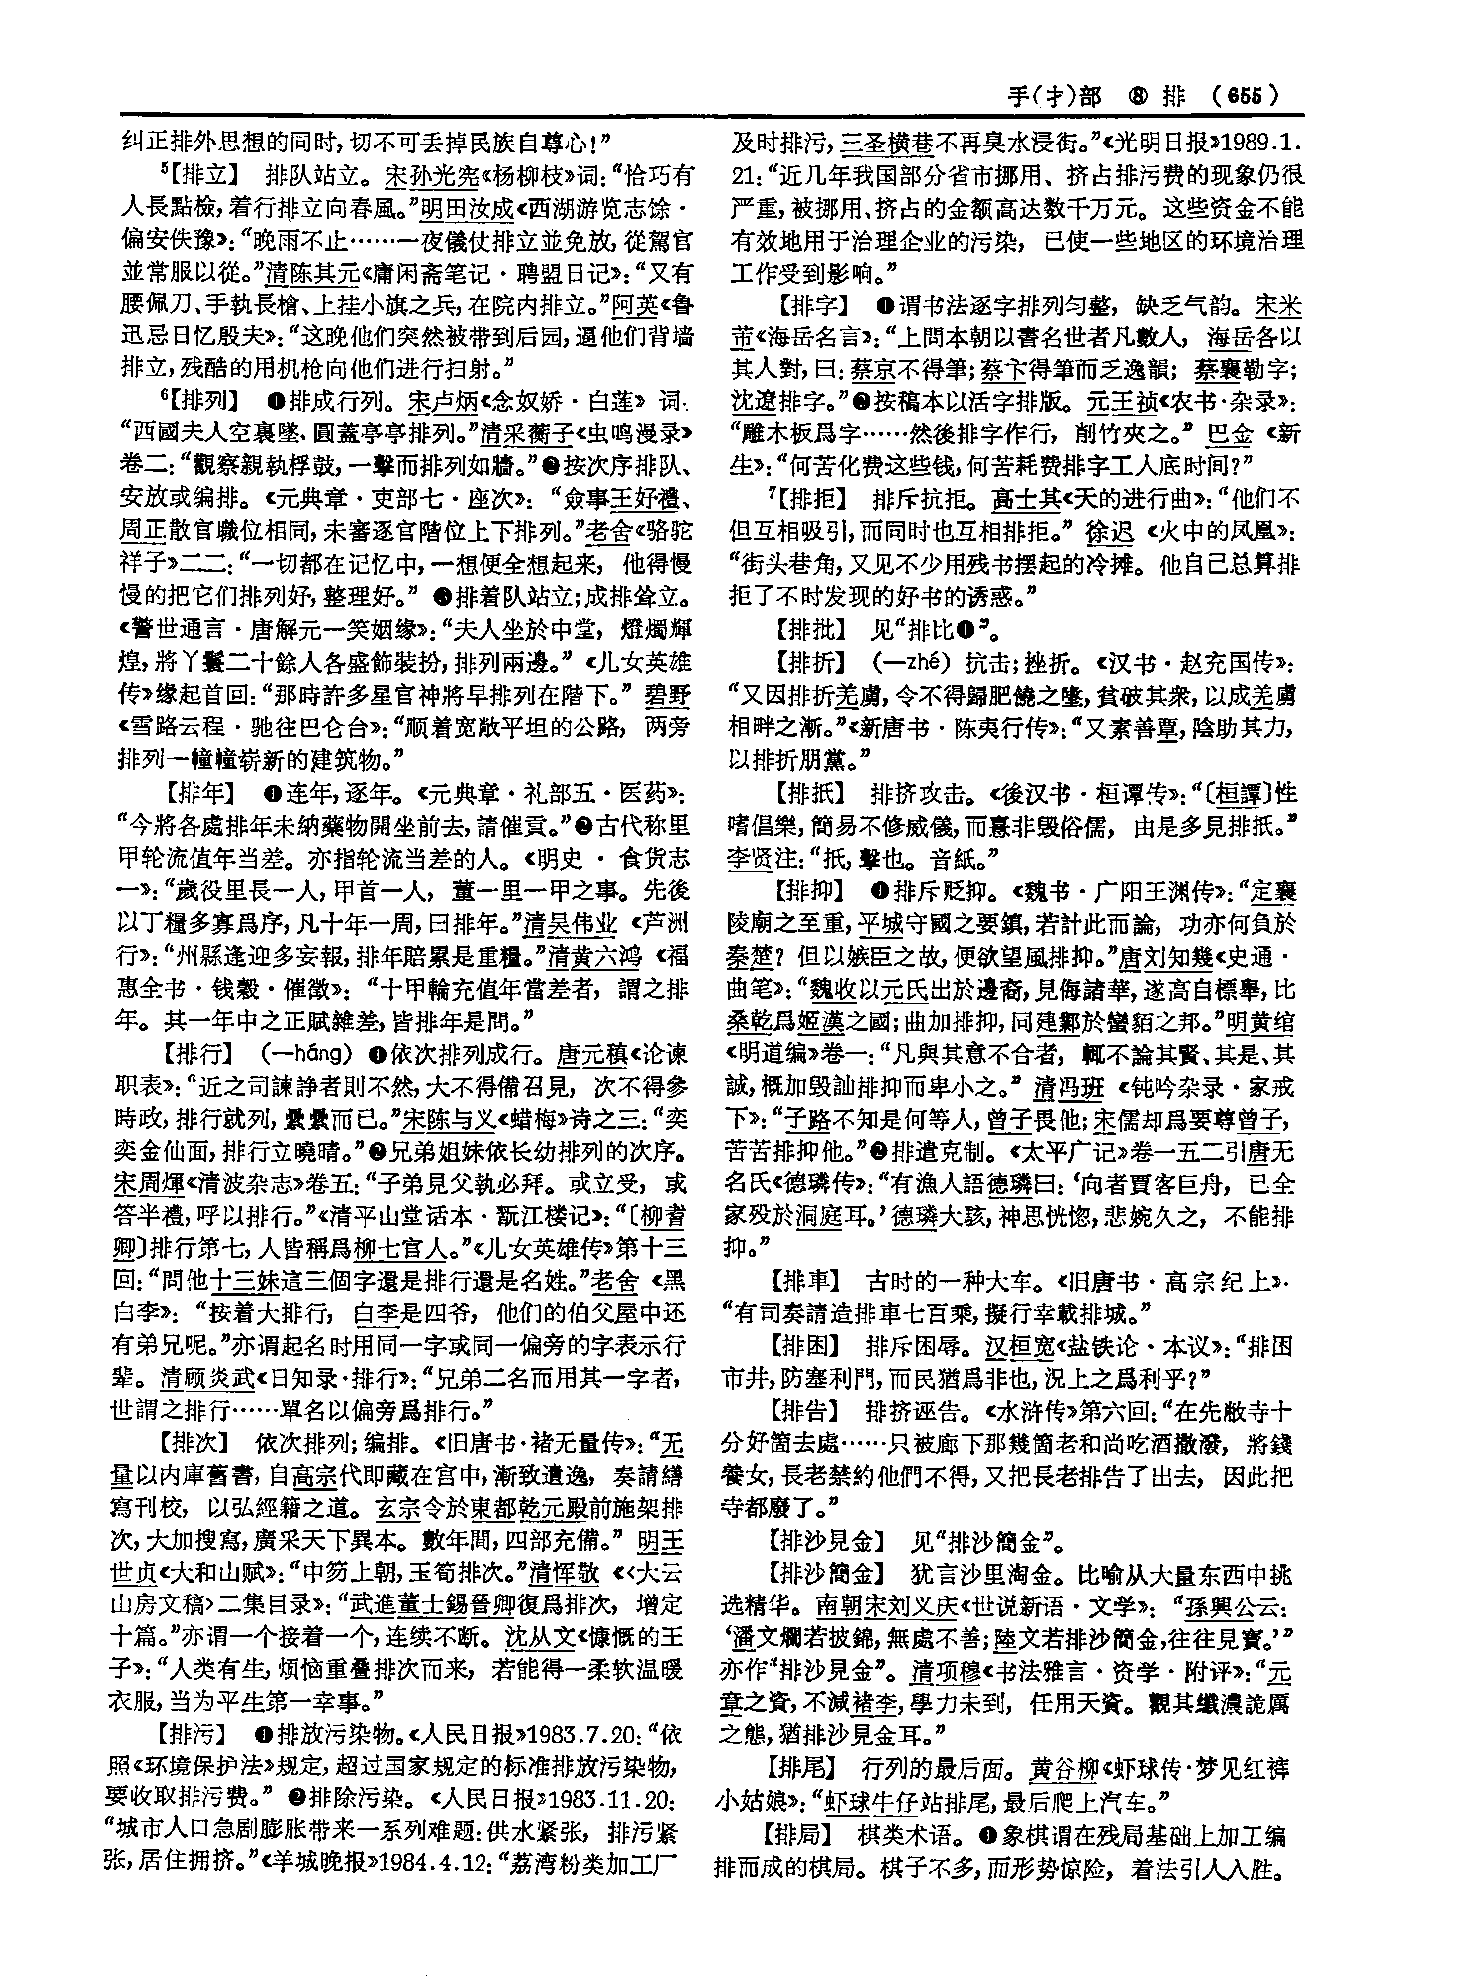 手(扌)部　⑧ 排　(655)
纠正排外思想的同时,切不可丢掉民族自尊心!”
⁵【排立】　排队站立。宋孙光宪《杨柳枝》词:“恰巧有
人長點檢,着行排立向春風。”明田汝成《西湖游览志馀·
偏安佚豫》:“晚雨不止……一夜儀仗排立並免放,從駕官
並常服以從。”清陈其元《庸闲斋笔记·聘盟日记》:“又有
腰佩刀、手執長槍、上挂小旗之兵,在院内排立。”阿英《鲁
迅忌日忆殷夫》:“这晚他们突然被带到后园,逼他们背墙
排立,残酷的用机枪向他们进行扫射。”
⁶【排列】　❶排成行列。宋卢炳《念奴娇·白莲》词:
“西國夫人空裏墜、圓蓋亭亭排列。”清采蘅子《虫鸣漫录》
卷二:“觀察親執桴鼓,一擊而排列如牆。”❷按次序排队、
安放或编排。《元典章·吏部七·座次》:“僉事王好禮、
周正散官職位相同,未審逐官階位上下排列。”老舍《骆驼
祥子》二二:“一切都在记忆中,一想便全想起来,他得慢
慢的把它们排列好,整理好。”❸排着队站立;成排耸立。
《警世通言·唐解元一笑姻缘》:“夫人坐於中堂,燈燭輝
煌,將丫鬟二十餘人各盛飾裝扮,排列兩邊。”《儿女英雄
传》缘起首回:“那時許多星官神將早排列在階下。”碧野
《雪路云程·驰往巴仑台》:“顺着宽敞平坦的公路,两旁
排列一幢幢崭新的建筑物。”
【排年】　❶连年,逐年。《元典章·礼部五·医药》:
“今將各處排年未納藥物開坐前去,請催貢。”❷古代称里
甲轮流值年当差。亦指轮流当差的人。《明史·食货志
一》:“歲役里長一人,甲首一人,董一里一甲之事。先後
以丁糧多寡爲序,凡十年一周,曰排年。”清吴伟业《芦洲
行》:“州縣逢迎多妄報,排年賠累是重糧。”清黄六鸿《福
惠全书·钱穀·催徵》:“十甲輪充值年當差者,謂之排
年。其一年中之正賦雜差,皆排年是問。”
【排行】　(—háng) ❶依次排列成行。唐元稹《论谏
职表》:“近之司諫諍者則不然,大不得備召見,次不得參
時政,排行就列,纍纍而已。”宋陈与义《蜡梅》诗之三:“奕
奕金仙面,排行立曉晴。”❷兄弟姐妹依长幼排列的次序。
宋周煇《清波杂志》卷五:“子弟見父執必拜。或立受,或
答半禮,呼以排行。”《清平山堂话本·翫江楼记》:“〔柳耆
卿〕排行第七,人皆稱爲柳七官人。”《儿女英雄传》第十三
回:“問他十三妹這三個字還是排行還是名姓。”老舍《黑
白李》:“按着大排行,白李是四爷,他们的伯父屋中还
有弟兄呢。”亦谓起名时用同一字或同一偏旁的字表示行
辈。清顾炎武《日知录·排行》:“兄弟二名而用其一字者,
世謂之排行……單名以偏旁爲排行。”
【排次】　依次排列;编排。《旧唐书·褚无量传》:“无
量以内庫舊書,自高宗代即藏在宫中,漸致遺逸,奏請繕
寫刊校,以弘經籍之道。玄宗令於東都乾元殿前施架排
次,大加搜寫,廣采天下異本。數年間,四部充備。”明王
世贞《大和山赋》:“中笏上朝,玉筍排次。”清恽敬《〈大云
山房文稿〉二集目录》:“武進董士錫晉卿復爲排次,增定
十篇。”亦谓一个接着一个,连续不断。沈从文《慷慨的王
子》:“人类有生,烦恼重叠排次而来,若能得一柔软温暖
衣服,当为平生第一幸事。”
【排污】　❶排放污染物。《人民日报》1983.7.20:“依
照《环境保护法》规定,超过国家规定的标准排放污染物,
要收取排污费。”❷排除污染。《人民日报》1983.11.20:
“城市人口急剧膨胀带来一系列难题:供水紧张,排污紧
张,居住拥挤。”《羊城晚报》1984.4.12:“荔湾粉类加工厂
及时排污,三圣横巷不再臭水浸街。”《光明日报》1989.1.
21:“近几年我国部分省市挪用、挤占排污费的现象仍很
严重,被挪用、挤占的金额高达数千万元。这些资金不能
有效地用于治理企业的污染,已使一些地区的环境治理
工作受到影响。”
【排字】　❶谓书法逐字排列匀整,缺乏气韵。宋米
芾《海岳名言》:“上問本朝以書名世者凡數人,海岳各以
其人對,曰:蔡京不得筆;蔡卞得筆而乏逸韻;蔡襄勒字;
沈遼排字。”❷按稿本以活字排版。元王祯《农书·杂录》:
“雕木板爲字……然後排字作行,削竹夾之。”巴金《新
生》:“何苦化费这些钱,何苦耗费排字工人底时间?”
⁷【排拒】　排斥抗拒。高士其《天的进行曲》:“他们不
但互相吸引,而同时也互相排拒。”徐迟《火中的凤凰》:
“街头巷角,又见不少用残书摆起的冷摊。他自己总算排
拒了不时发现的好书的诱惑。”
【排批】　见“排比❶”。
【排折】　(—zhé) 抗击;挫折。《汉书·赵充国传》:
“又因排折羌虜,令不得歸肥饒之墬,貧破其衆,以成羌虜
相畔之漸。”《新唐书·陈夷行传》:“又素善覃,陰助其力,
以排折朋黨。”
【排抵】　排挤攻击。《後汉书·桓谭传》:“〔桓譚〕性
嗜倡樂,簡易不修威儀,而憙非毁俗儒,由是多見排抵。”
李贤注:“抵,擊也。音紙。”
【排抑】　❶排斥贬抑。《魏书·广阳王渊传》:“定襄
陵廟之至重,平城守國之要鎮,若計此而論,功亦何負於
秦楚?但以嫉臣之故,便欲望風排抑。”唐刘知幾《史通·
曲笔》:“魏收以元氏出於邊裔,見侮諸華,遂高自標舉,比
桑乾爲姬漢之國;曲加排抑,同建鄴於蠻貊之邦。”明黄绾
《明道编》卷一:“凡與其意不合者,輒不論其賢、其是、其
誠,概加毁訕排抑而卑小之。”清冯班《钝吟杂录·家戒
下》:“子路不知是何等人,曾子畏他;宋儒却爲要尊曾子,
苦苦排抑他。”❷排遣克制。《太平广记》卷一五二引唐无
名氏《德璘传》:“有漁人語德璘曰:‘向者賈客巨舟,已全
家殁於洞庭耳。’德璘大駭,神思恍惚,悲婉久之,不能排
抑。”
【排車】　古时的一种大车。《旧唐书·高宗纪上》:
“有司奏請造排車七百乘,擬行幸載排城。”
【排困】　排斥困辱。汉桓宽《盐铁论·本议》:“排困
市井,防塞利門,而民猶爲非也,況上之爲利乎?”
【排告】　排挤诬告。《水浒传》第六回:“在先敝寺十
分好箇去處……只被廊下那幾箇老和尚吃酒撒潑,將錢
養女,長老禁約他們不得,又把長老排告了出去,因此把
寺都廢了。”
【排沙見金】　见“排沙簡金”。
【排沙簡金】　犹言沙里淘金。比喻从大量东西中挑
选精华。南朝宋刘义庆《世说新语·文学》:“孫興公云:
‘潘文爛若披錦,無處不善;陸文若排沙簡金,往往見寶。’”
亦作“排沙見金”。清项穆《书法雅言·资学·附评》:“元
章之資,不減褚李,學力未到,任用天資。觀其纖濃詭厲
之態,猶排沙見金耳。”
【排尾】　行列的最后面。黄谷柳《虾球传·梦见红裤
小姑娘》:“虾球牛仔站排尾,最后爬上汽车。”
【排局】　棋类术语。❶象棋谓在残局基础上加工编
排而成的棋局。棋子不多,而形势惊险,着法引人入胜。